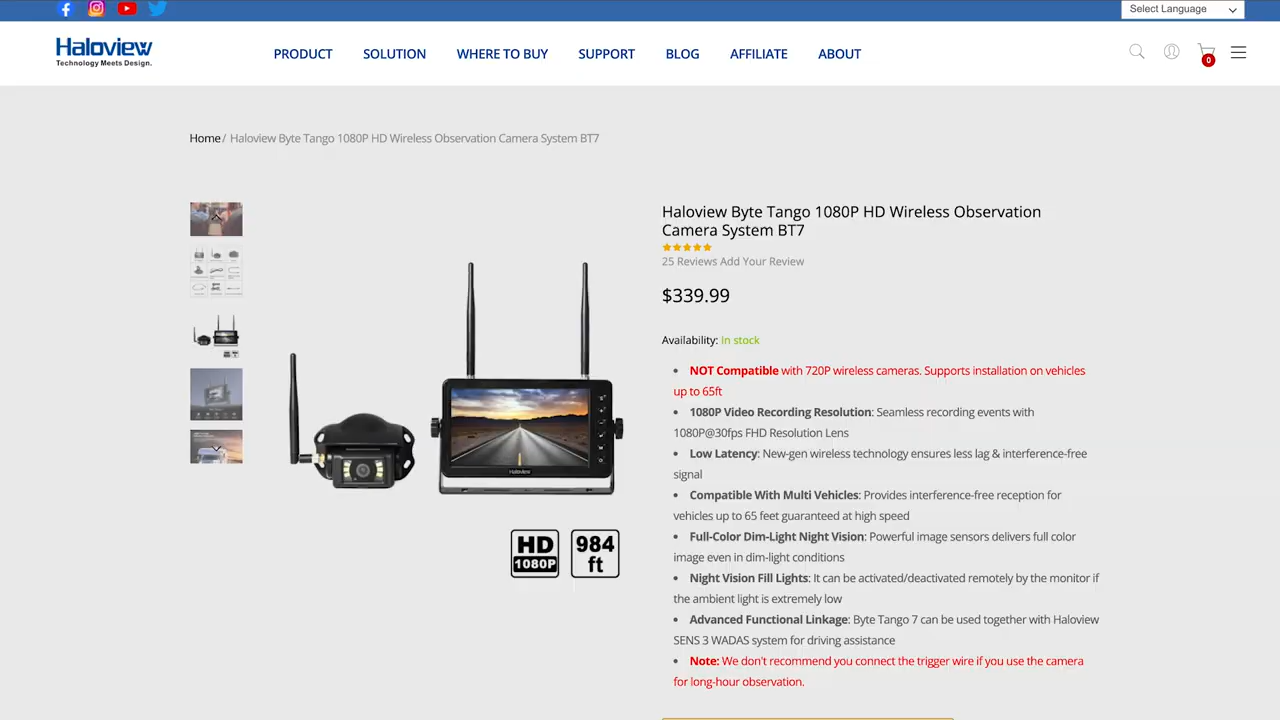 Select Language
Haloview
Technology Meets Design.
PRODUCT
SOLUTION
WHERE TO BUY
SUPPORT
BLOG
AFFILIATE
ABOUT
0
Home / Haloview Byte Tango 1080P HD Wireless Observation Camera System BT7
Haloview Byte Tango 1080P HD Wireless Observation
Camera System BT7
25 Reviews Add Your Review
$339.99
Availability: In stock
NOT Compatible with 720P wireless cameras. Supports installation on vehicles
up to 65ft
1080P Video Recording Resolution: Seamless recording events with
1080P@30fps FHD Resolution Lens
Low Latency: New-gen wireless technology ensures less lag & interference-free
signal
Compatible With Multi Vehicles: Provides interference-free reception for
vehicles up to 65 feet guaranteed at high speed
Full-Color Dim-Light Night Vision: Powerful image sensors delivers full color
image even in dim-light conditions
Night Vision Fill Lights: It can be activated/deactivated remotely by the monitor if
the ambient light is extremely low
Advanced Functional Linkage: Byte Tango 7 can be used together with Haloview
SENS 3 WADAS system for driving assistance
Note: We don't recommend you connect the trigger wire if you use the camera
for long-hour observation.
Haloview
HD
1080P
984
ft